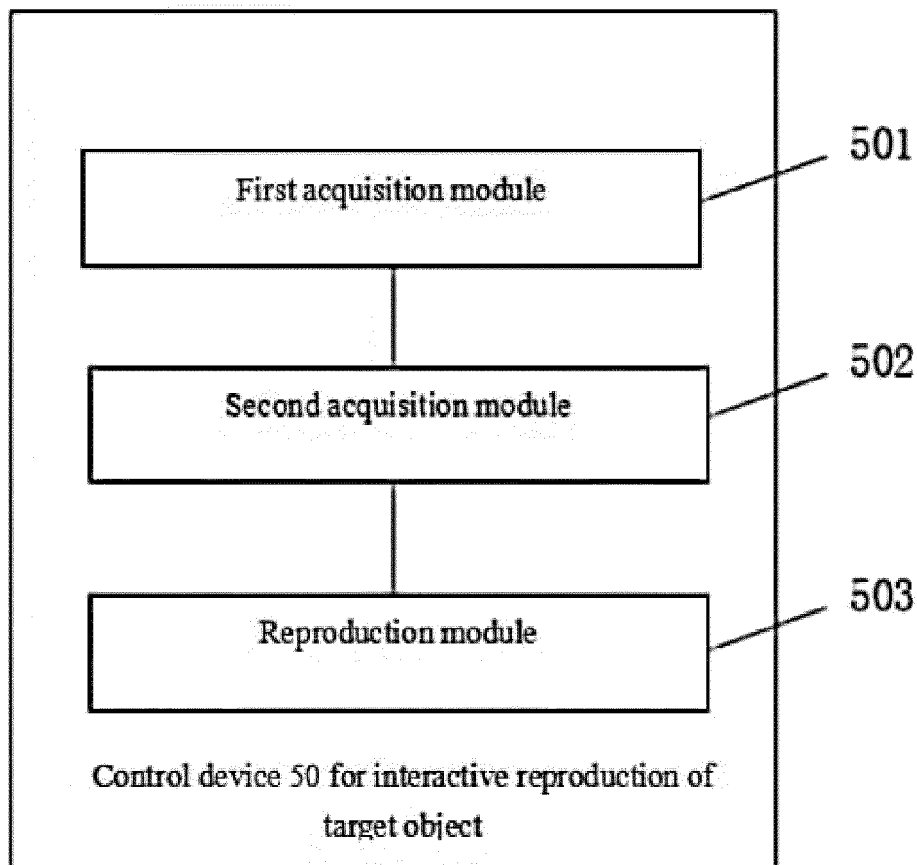 First acquisition module
501
Second acquisition module
502
Reproduction module
503
Control device 50 for interactive reproduction of
target object